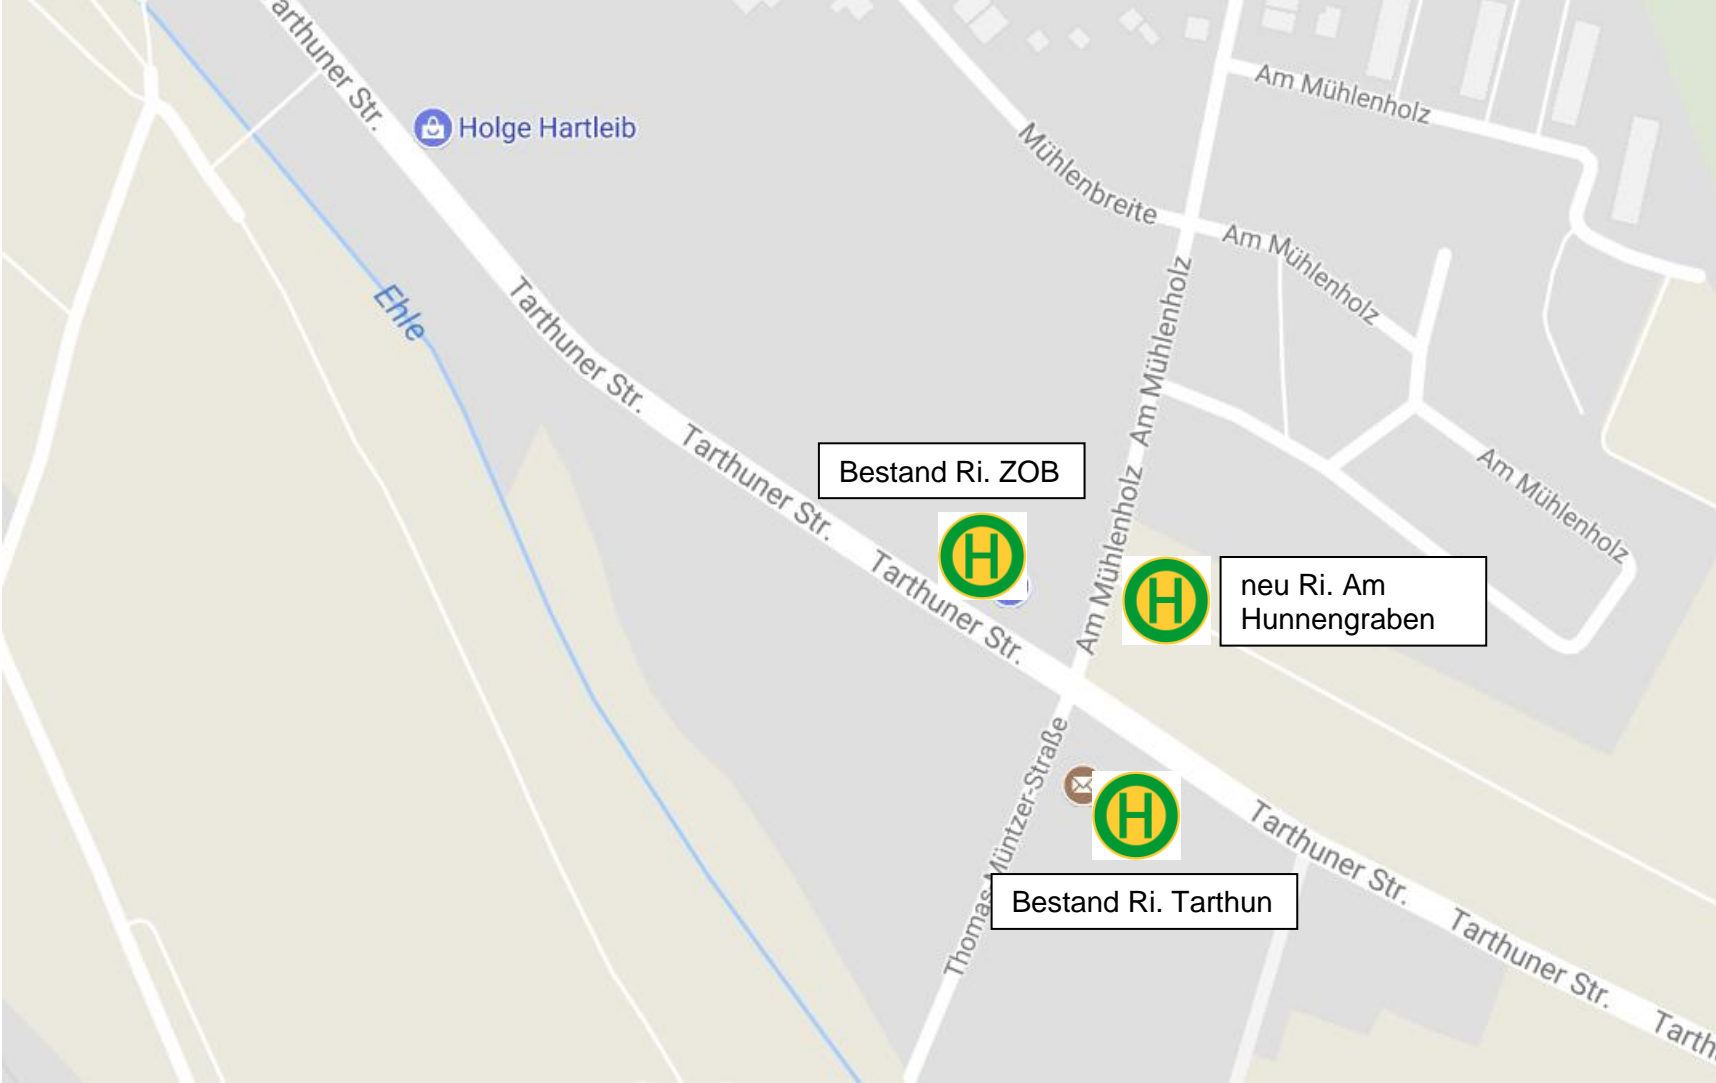 arthuner Str.
Holge Hartleib
Am Mühlenholz
Mühlenbreite
Am Mühlenholz
Ehle
Tarthuner Str.
Am Mühlenholz
Tarthuner Str.
Bestand Ri. ZOB
Am Mühlenholz
Am Mühlenholz
H
Tarthuner Str.
Am Mühlenholz
H
neu Ri. Am
Hunnengraben
Thomas-Müntzer-Straße
H
Tarthuner Str.
Bestand Ri. Tarthun
Tarthuner Str.
Tarth